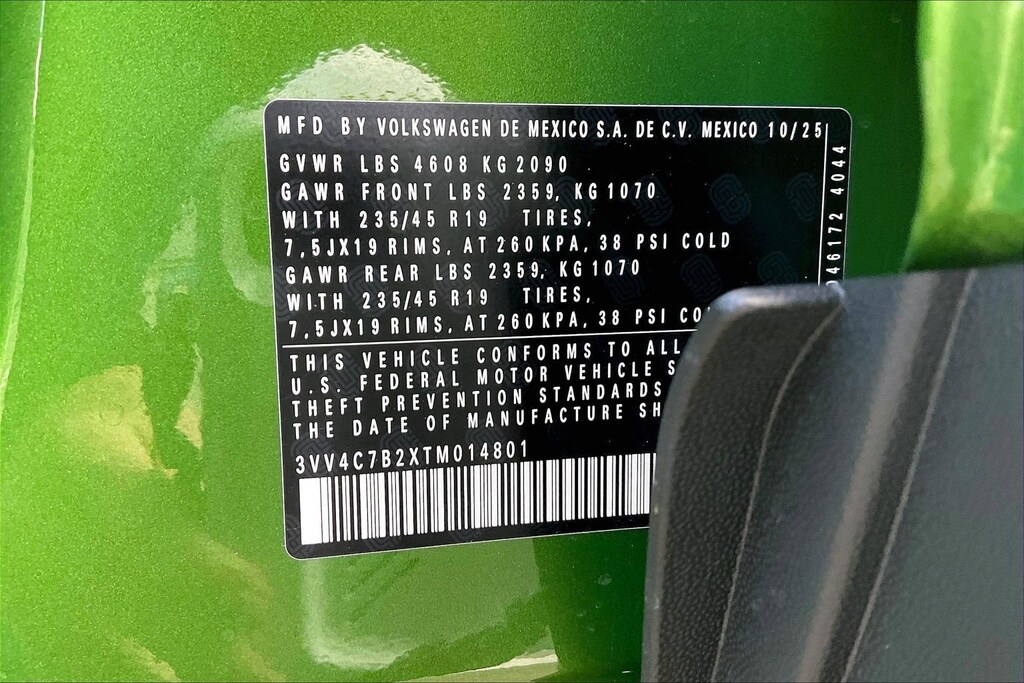 MFD BY VOLKSWAGEN DE MEXICO S.A. DE C.V. MEXICO 10/25
GVWR LBS 4608 KG 2090
GAWR FRONT LBS 2359, KG 1070
WITH 235/45 R19 TIRES,
7,5JX19 RIMS, AT 260 KPA, 38 PSI COLD
GAWR REAR LBS 2359, KG 1070
WITH 235/45 R19 TIRES,
7,5JX19 RIMS, AT 260 KPA, 38 PSI
THIS VEHICLE CONFORMS TO ALL
U.S. FEDERAL MOTOR VEHICLE
THEFT PREVENTION STANDARDS
THE DATE OF MANUFACTURE
3VV4C7B2XTM014801
46172 4044